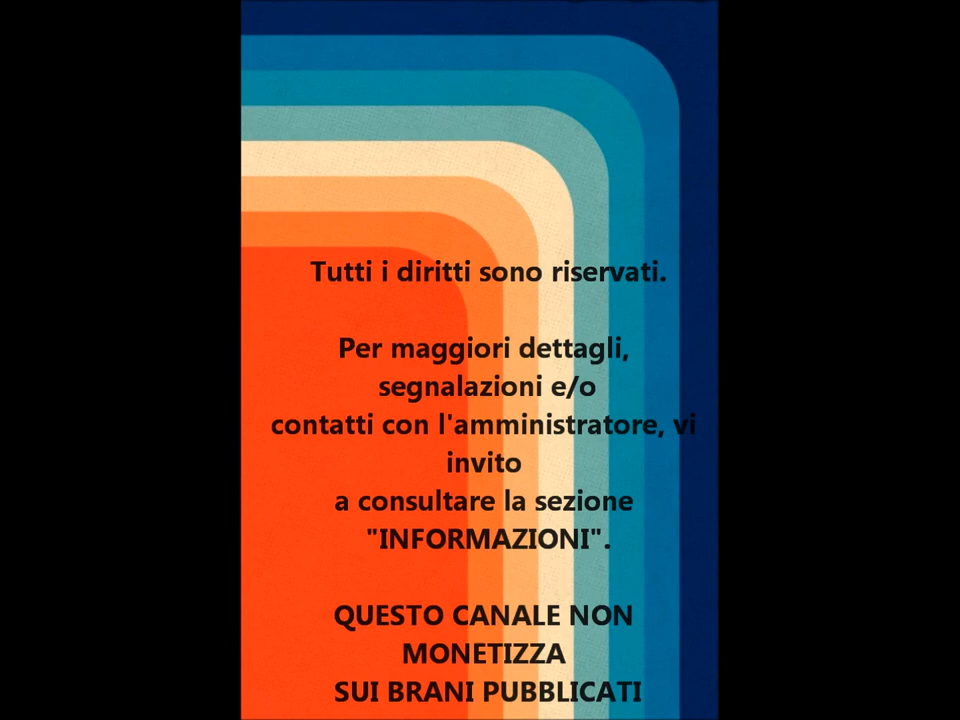 Tutti i diritti sono riservati.
Per maggiori dettagli,
segnalazioni e/o
contatti con l'amministratore, vi
invito
a consultare la sezione
"INFORMAZIONI".
QUESTO CANALE NON
MONETIZZA
SUI BRANI PUBBLICATI